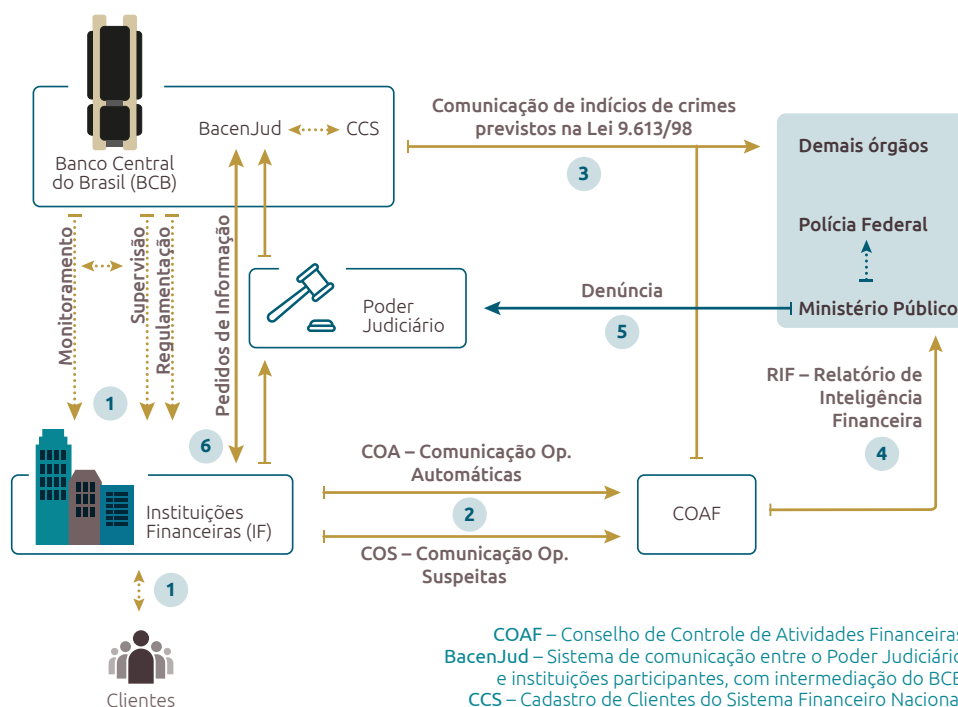 Comunicação de indícios de crimes
previstos na Lei 9.613/98
3
BacenJud
CCS
Banco Central
do Brasil (BCB)
Demais órgãos
Polícia Federal
Ministério Público
Monitoramento
Supervisão
Regulamentação
Pedidos de Informação
Poder
Judiciário
Denúncia
5
RIF – Relatório de
Inteligência
Financeira
4
1
6
COA – Comunicação Op.
Automáticas
2
COS – Comunicação Op.
Suspeitas
Instituições
Financeiras (IF)
COAF
1
Clientes
COAF – Conselho de Controle de Atividades Financeiras
BacenJud – Sistema de comunicação entre o Poder Judiciário
e instituições participantes, com intermediação do BCB
CCS – Cadastro de Clientes do Sistema Financeiro Nacional